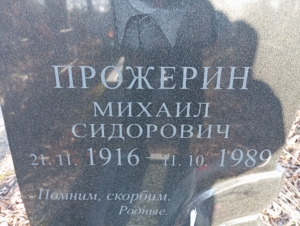 ПРОЖЕРИН
МИХАИЛ
СИДОРОВИЧ
21. 11. 1916 - 11. 10. 1989
Помним, скорбим.
Родные.